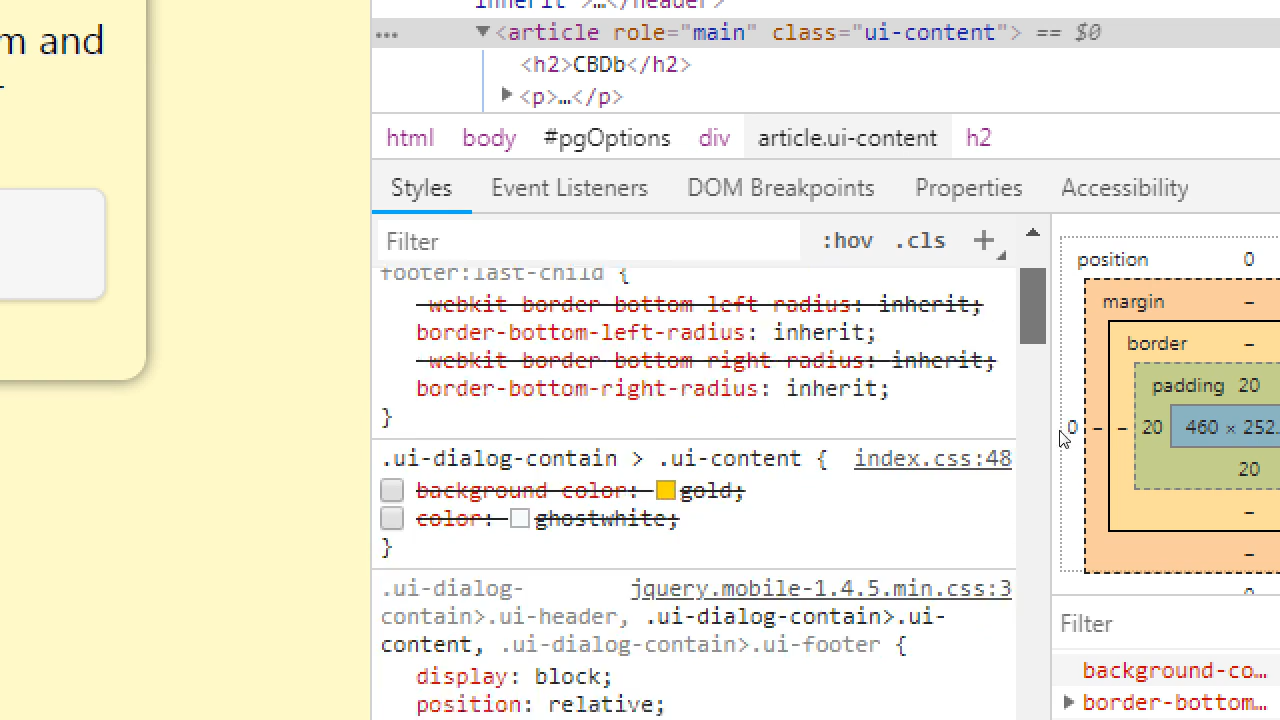 inherit">…</header>
m and
… ▼<article role="main" class="ui-content"> == $0
<h2>CBDb</h2>
▶<p>…</p>
html body #pgOptions div article.ui-content h2
Styles Event Listeners DOM Breakpoints Properties Accessibility
Filter :hov .cls +
footer:last-child {
-webkit-border-bottom-left-radius: inherit;
border-bottom-left-radius: inherit;
-webkit-border-bottom-right-radius: inherit;
border-bottom-right-radius: inherit;
}
.ui-dialog-contain > .ui-content { index.css:48
background-color: gold;
color: ghostwhite;
}
.ui-dialog- jquery.mobile-1.4.5.min.css:3
contain>.ui-header, .ui-dialog-contain>.ui-
content, .ui-dialog-contain>.ui-footer {
display: block;
position: relative;
position 0
margin –
border –
padding 20
0 – – 20 460 × 252.
20
–
–
Filter
background-co…
▶ border-bottom…